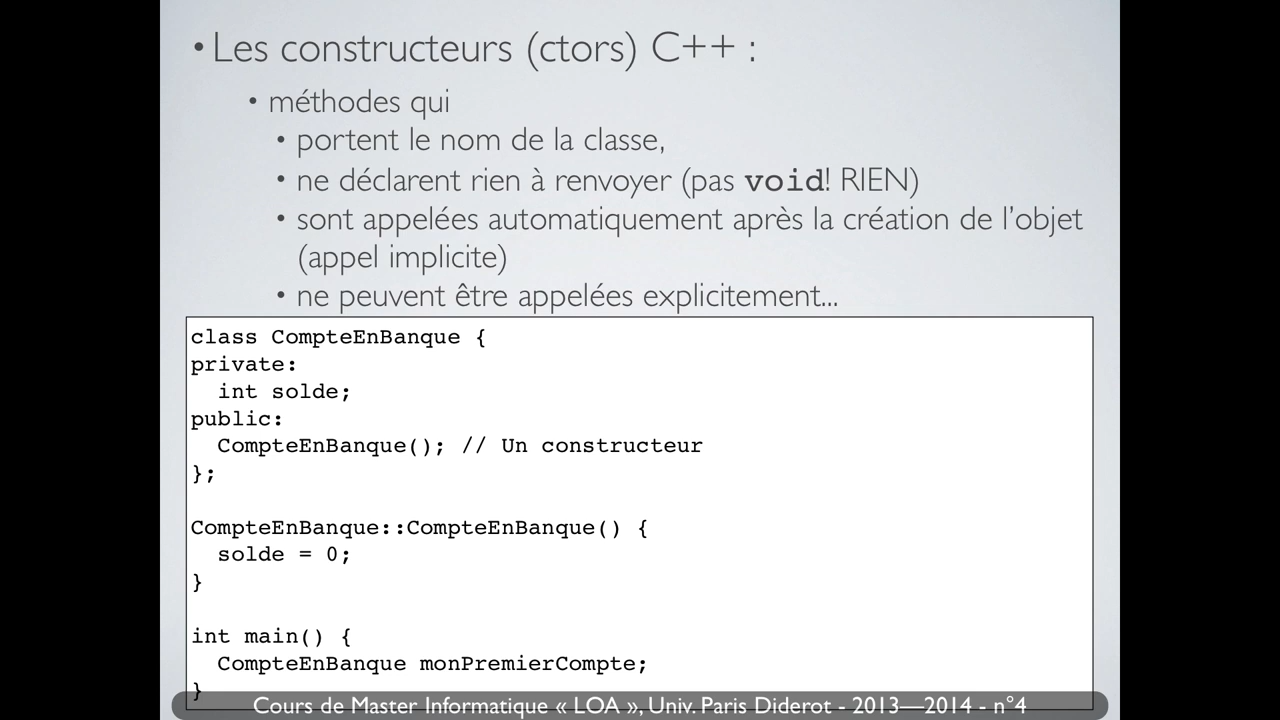 • Les constructeurs (ctors) C++ :
• méthodes qui
• portent le nom de la classe,
• ne déclarent rien à renvoyer (pas void! RIEN)
• sont appelées automatiquement après la création de l'objet
(appel implicite)
• ne peuvent être appelées explicitement...
class CompteEnBanque {
private:
  int solde;
public:
  CompteEnBanque(); // Un constructeur
};

CompteEnBanque::CompteEnBanque() {
  solde = 0;
}

int main() {
  CompteEnBanque monPremierCompte;
}
Cours de Master Informatique « LOA », Univ. Paris Diderot - 2013—2014 - n°4